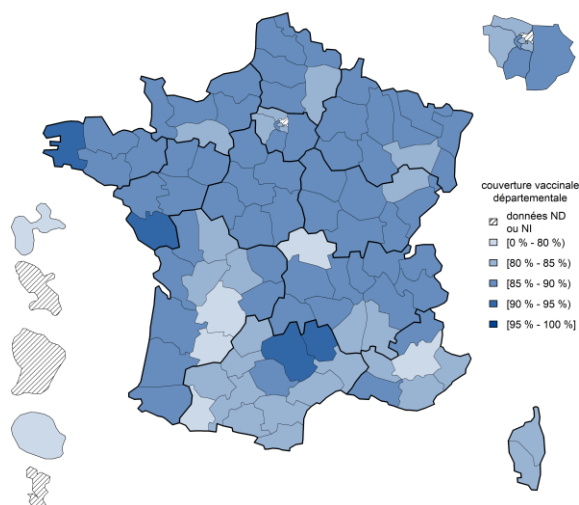 couverture vaccinale
départementale
données ND
ou NI
[0 % - 80 %)
[80 % - 85 %)
[85 % - 90 %)
[90 % - 95 %)
[95 % - 100 %]